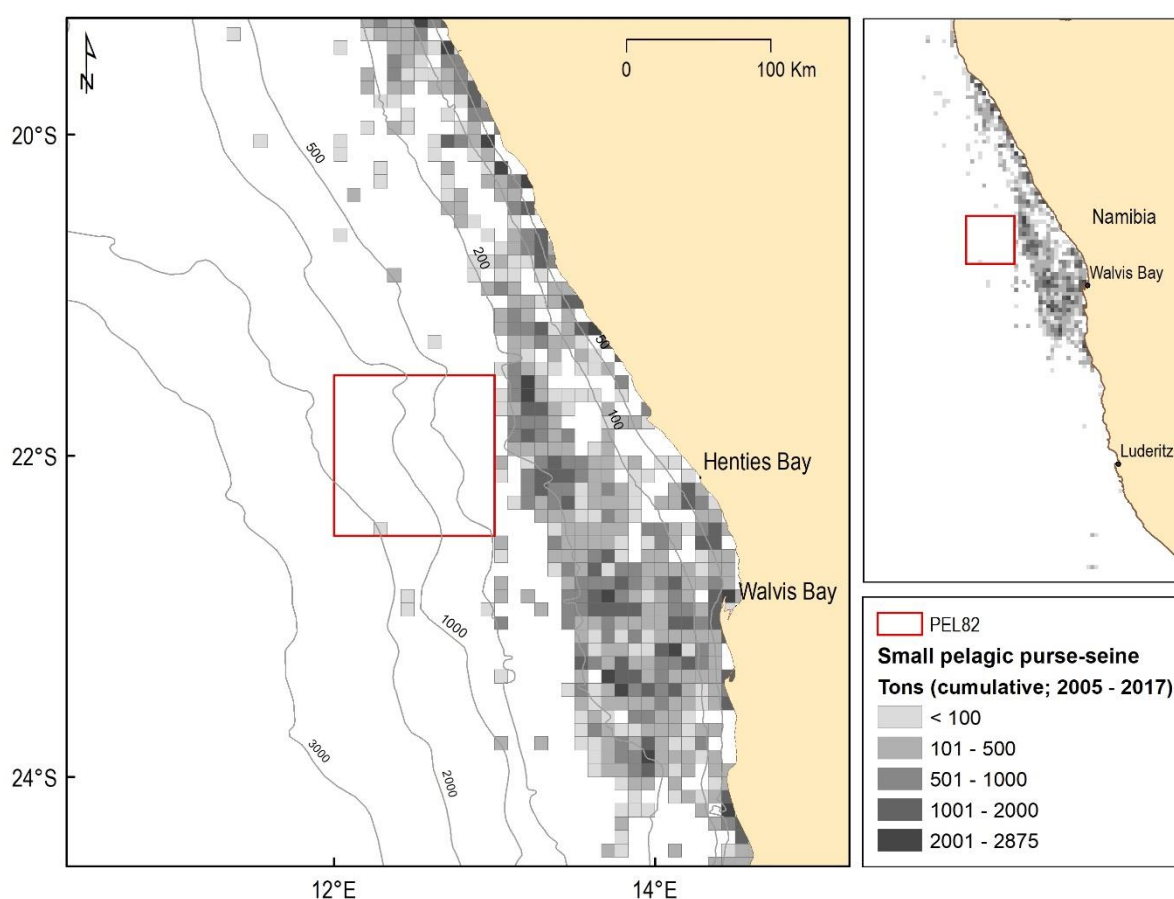 N
0
100 Km
20°S
22°S
24°S
12°E
14°E
500
200
50
100
1000
2000
3000
Henties Bay
Walvis Bay
Namibia
Walvis Bay
Luderitz
PEL82
Small pelagic purse-seine
Tons (cumulative; 2005 - 2017)
< 100
101 - 500
501 - 1000
1001 - 2000
2001 - 2875